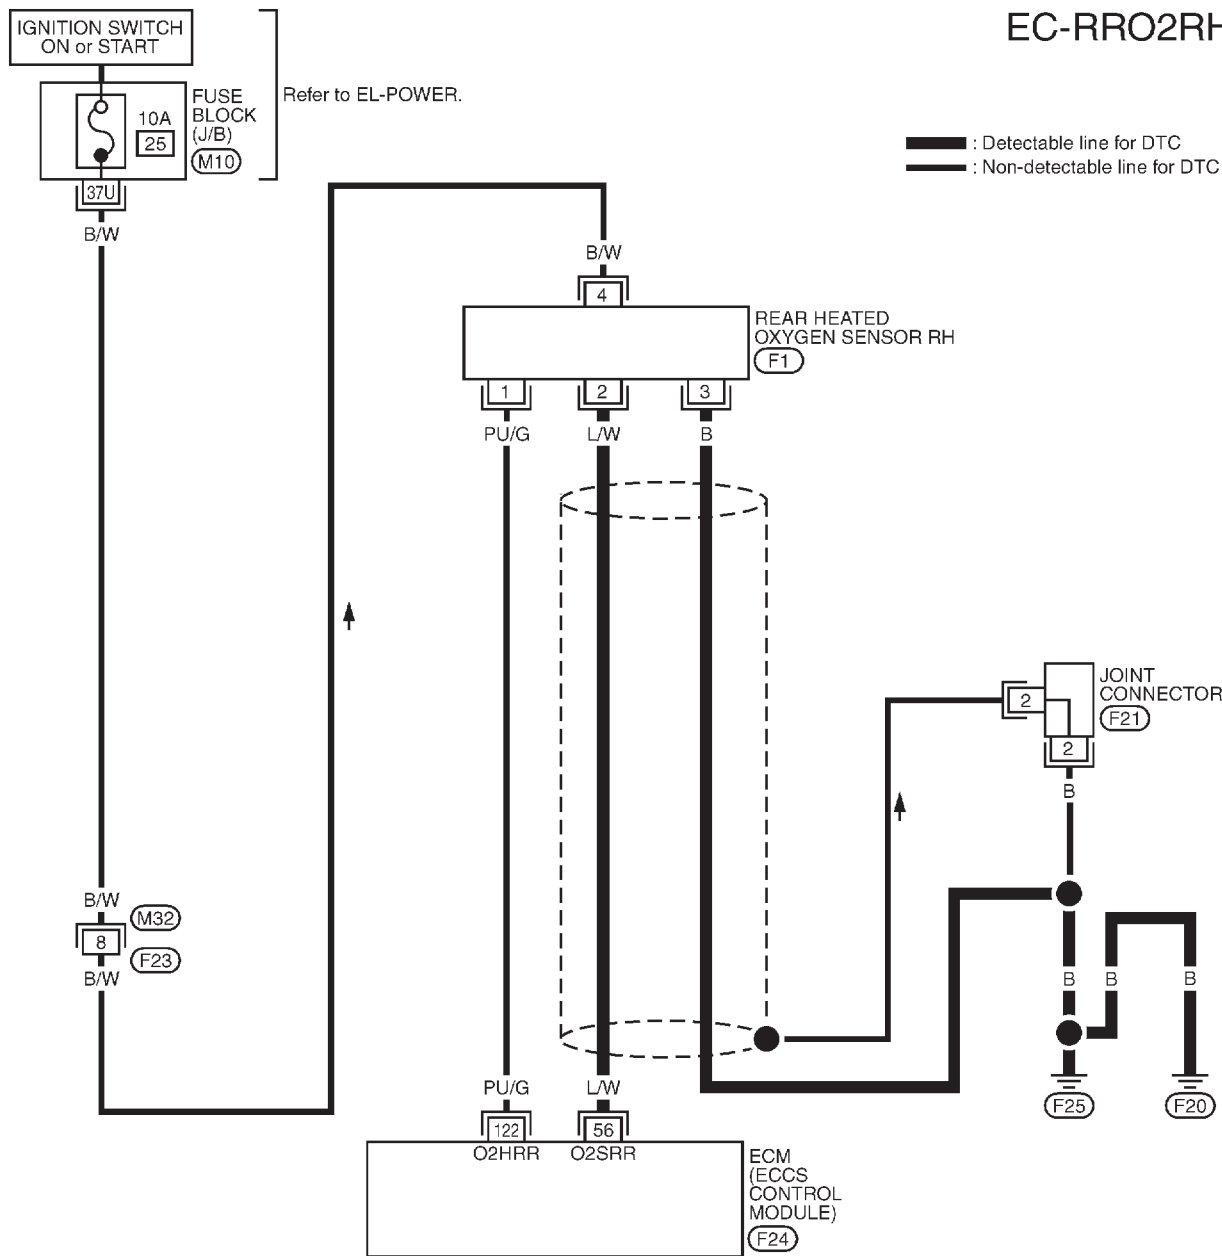 EC-RRO2RH
IGNITION SWITCH
ON or START
FUSE
BLOCK
(J/B)
M10
10A
25
Refer to EL-POWER.
: Detectable line for DTC
: Non-detectable line for DTC
37U
B/W
B/W
4
REAR HEATED
OXYGEN SENSOR RH
F1
1
2
3
PU/G
L/W
B
JOINT
CONNECTOR
F21
2
2
B
B/W
M32
8
F23
B/W
B
B
B
PU/G
L/W
F25
F20
122
56
O2HRR
O2SRR
ECM
(ECCS
CONTROL
MODULE)
F24